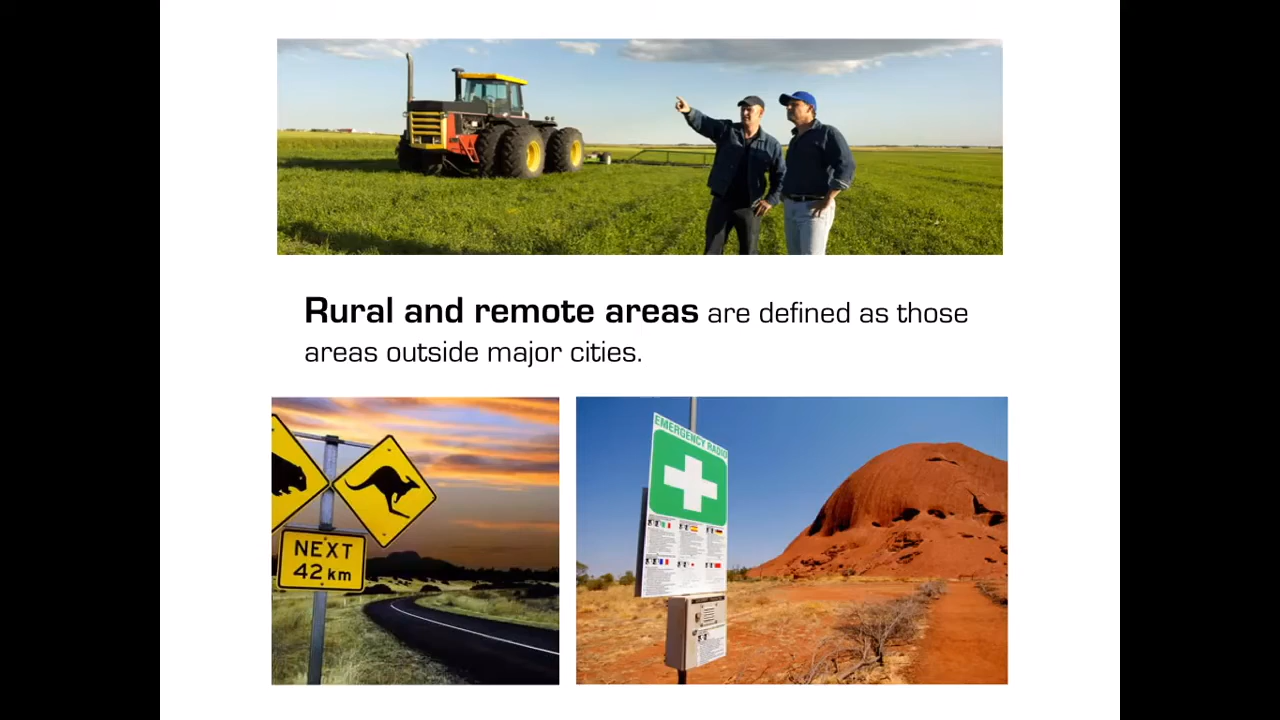 Rural and remote areas are defined as those
areas outside major cities.
NEXT
42 km
EMERGENCY RADIO